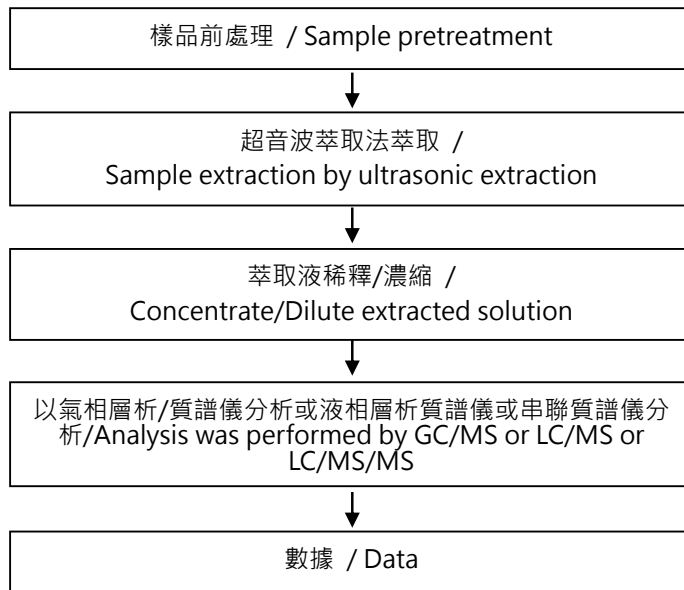 樣品前處理 / Sample pretreatment
超音波萃取法萃取 /
Sample extraction by ultrasonic extraction
萃取液稀釋/濃縮 /
Concentrate/Dilute extracted solution
以氣相層析/質譜儀分析或液相層析質譜儀或串聯質譜儀分
析/Analysis was performed by GC/MS or LC/MS or
LC/MS/MS
數據 / Data